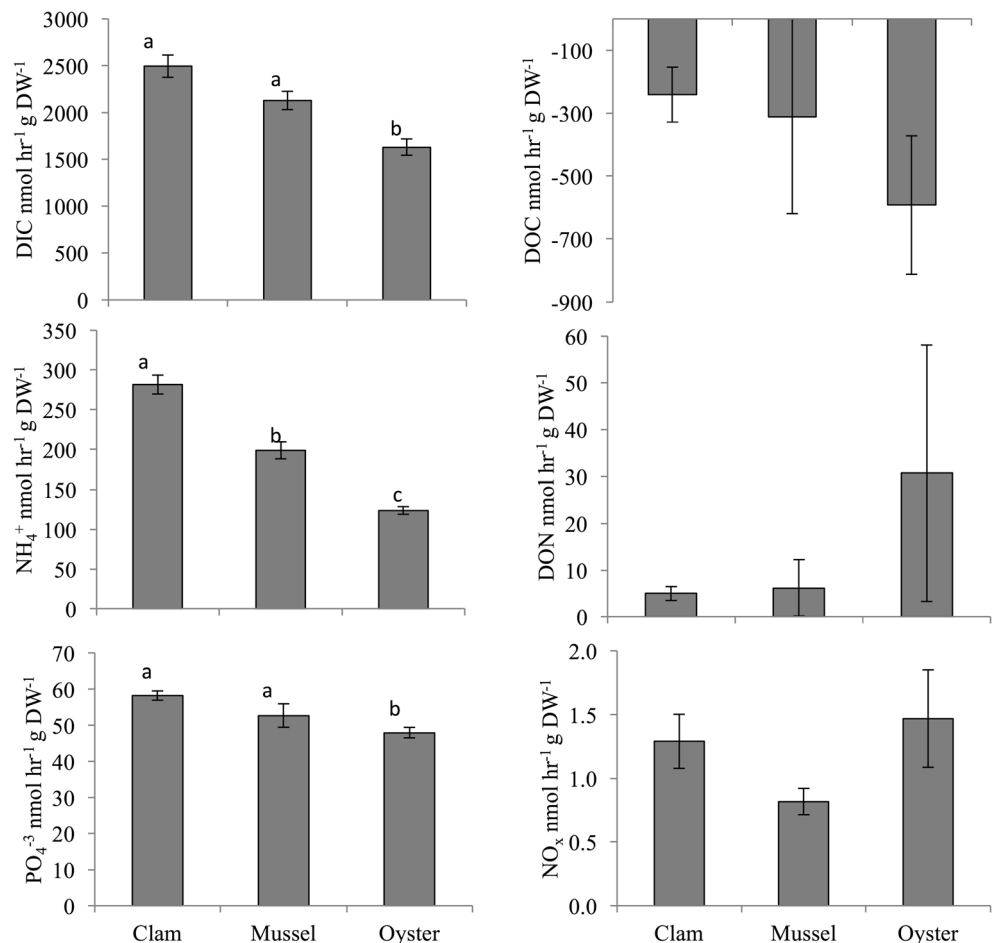 DIC nmol hr⁻¹ g DW⁻¹
3000
2500
2000
1500
1000
500
0
a
a
b
DOC nmol hr⁻¹ g DW⁻¹
-100
-300
-500
-700
-900
NH₄⁺ nmol hr⁻¹ g DW⁻¹
350
300
250
200
150
100
50
0
a
b
c
DON nmol hr⁻¹ g DW⁻¹
60
50
40
30
20
10
0
PO₄⁻³ nmol hr⁻¹ g DW⁻¹
70
60
50
40
30
20
10
0
a
a
b
Clam Mussel Oyster
NOₓ nmol hr⁻¹ g DW⁻¹
2.0
1.5
1.0
0.5
0.0
Clam Mussel Oyster